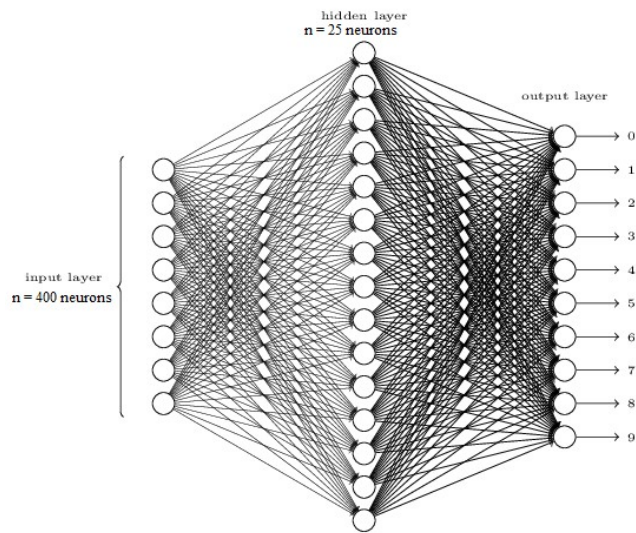 hidden layer
n = 25 neurons
output layer
input layer
n = 400 neurons
0
1
2
3
4
5
6
7
8
9